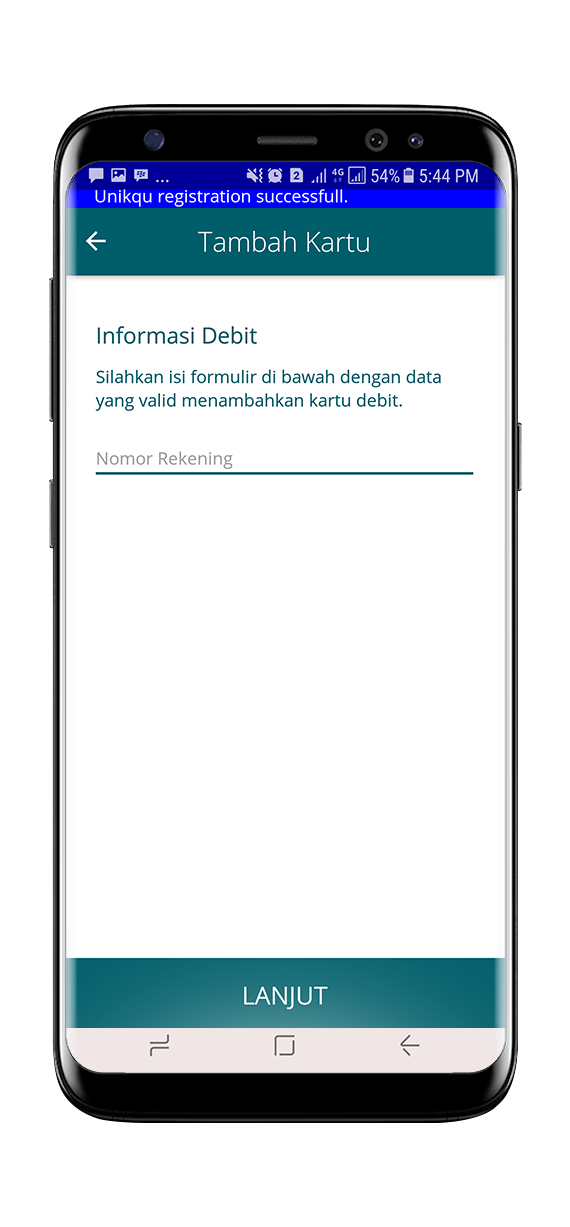 ... 2 4G 54% 5:44 PM
Unikqu registration successfull.
Tambah Kartu
Informasi Debit
Silahkan isi formulir di bawah dengan data
yang valid menambahkan kartu debit.
Nomor Rekening
LANJUT